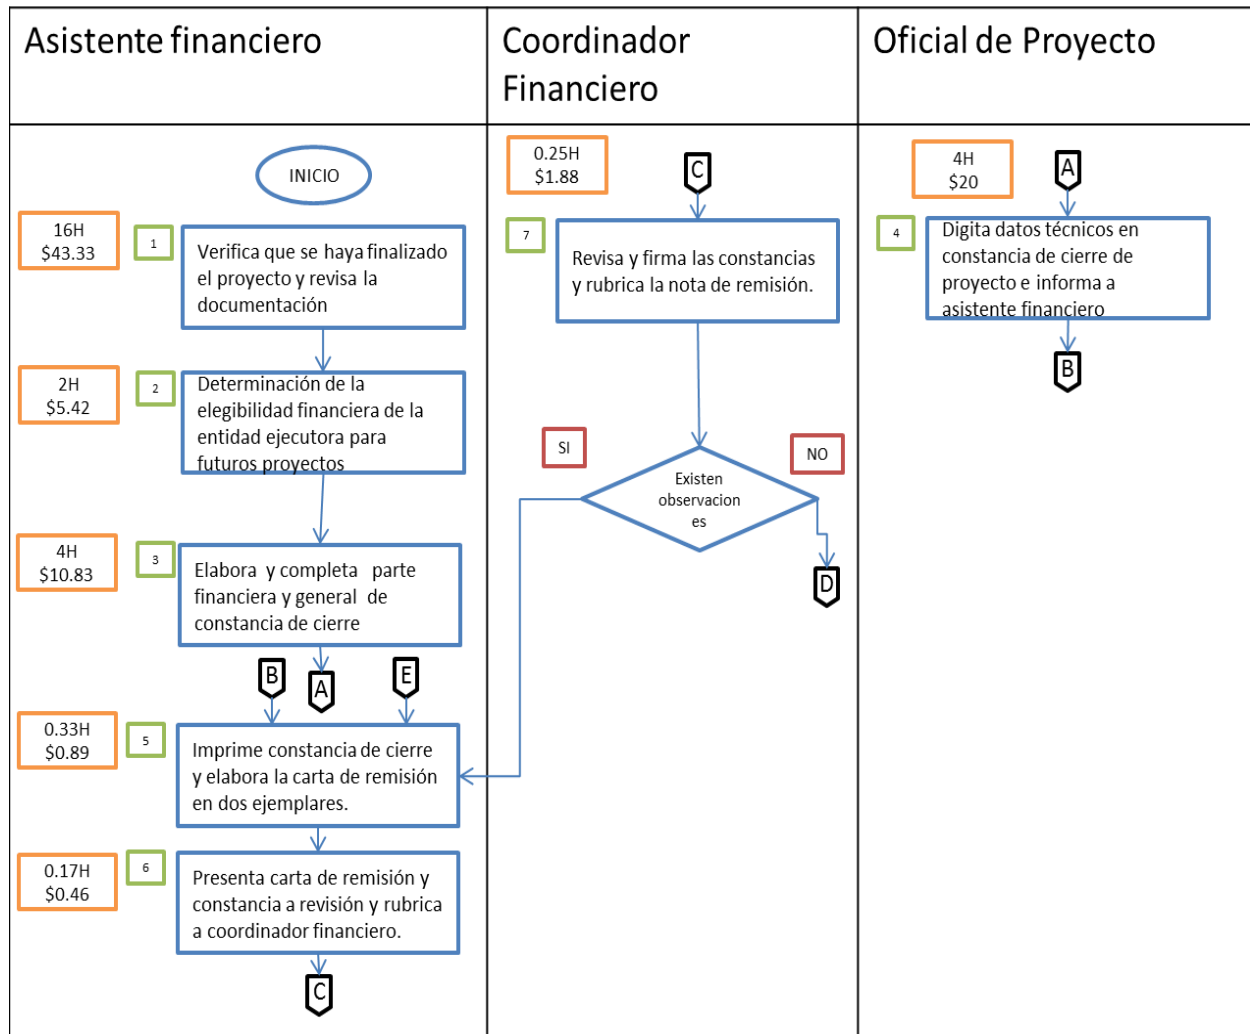 Asistente financiero
Coordinador
Financiero
Oficial de Proyecto
INICIO
16H
$43.33
1
Verifica que se haya finalizado
el proyecto y revisa la
documentación
2H
$5.42
2
Determinación de la
elegibilidad financiera de la
entidad ejecutora para
futuros proyectos
4H
$10.83
3
Elabora y completa parte
financiera y general de
constancia de cierre
B
A
E
0.33H
$0.89
5
Imprime constancia de cierre
y elabora la carta de remisión
en dos ejemplares.
0.17H
$0.46
6
Presenta carta de remisión y
constancia a revisión y rubrica
a coordinador financiero.
C
0.25H
$1.88
C
7
Revisa y firma las constancias
y rubrica la nota de remisión.
SI
NO
Existen
observacion
es
D
4H
$20
A
4
Digita datos técnicos en
constancia de cierre de
proyecto e informa a
asistente financiero
B